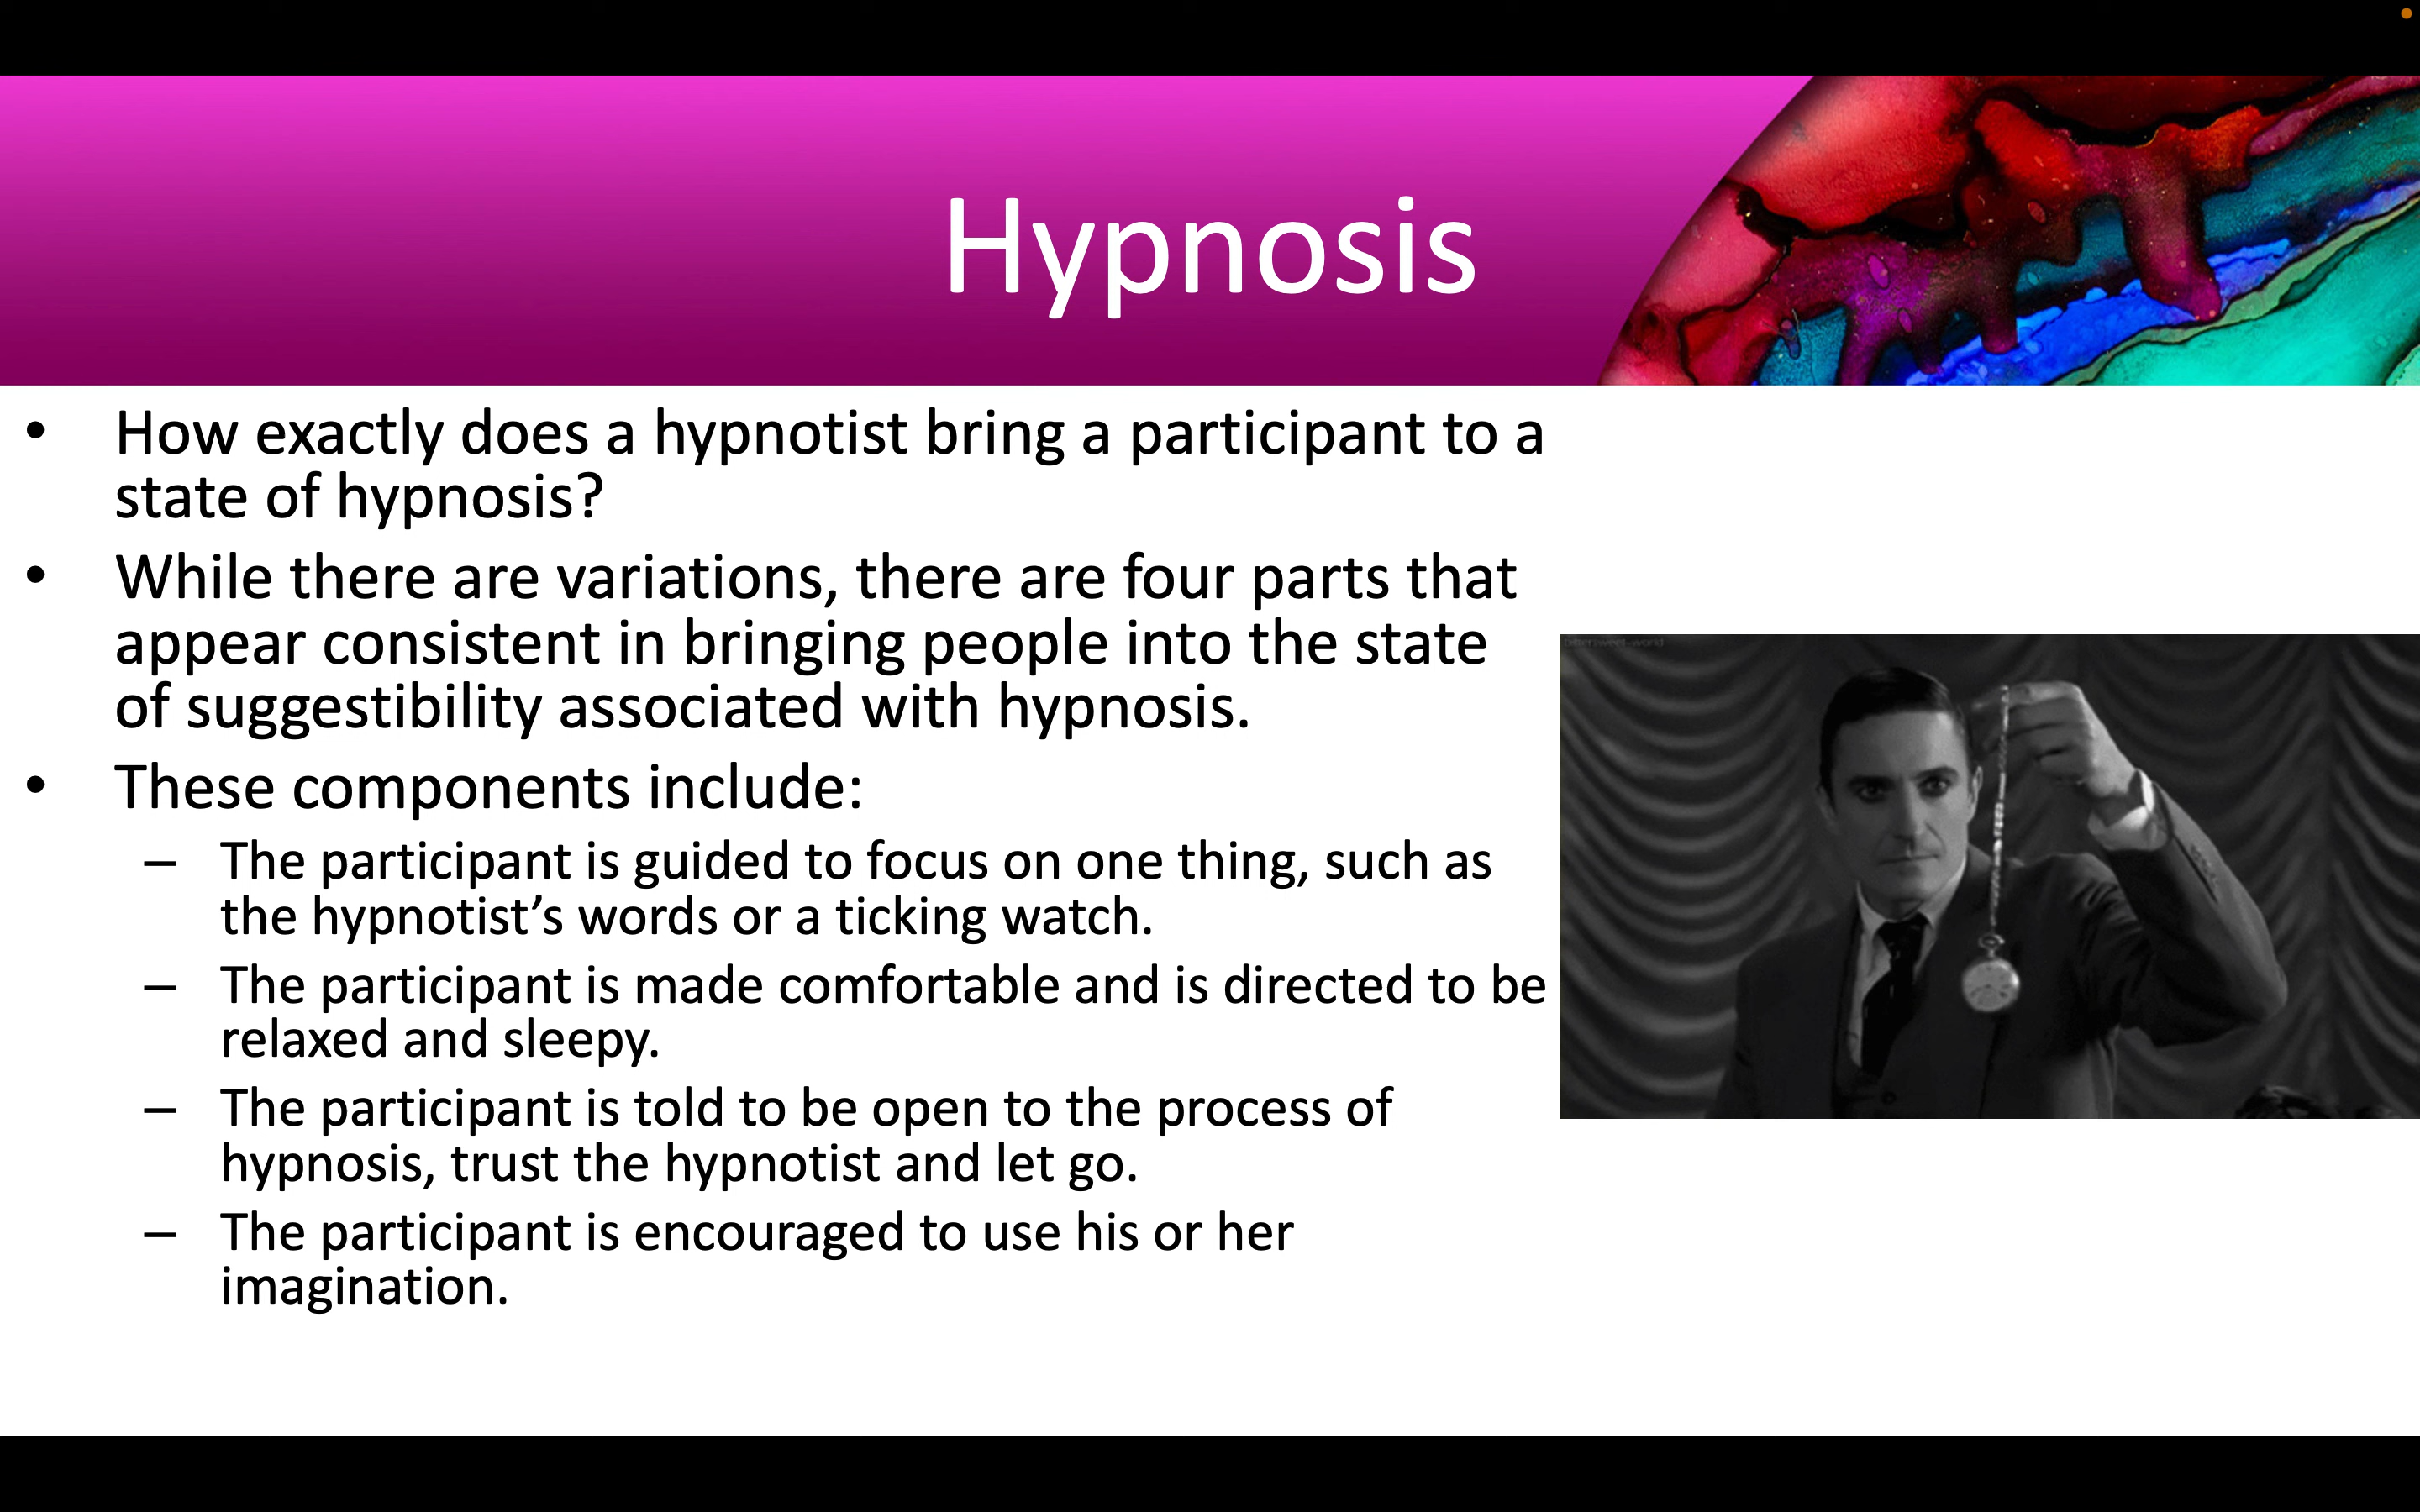 Hypnosis
• How exactly does a hypnotist bring a participant to a
state of hypnosis?
• While there are variations, there are four parts that
appear consistent in bringing people into the state
of suggestibility associated with hypnosis.
• These components include:
– The participant is guided to focus on one thing, such as
the hypnotist’s words or a ticking watch.
– The participant is made comfortable and is directed to be
relaxed and sleepy.
– The participant is told to be open to the process of
hypnosis, trust the hypnotist and let go.
– The participant is encouraged to use his or her
imagination.
bittersweet-world